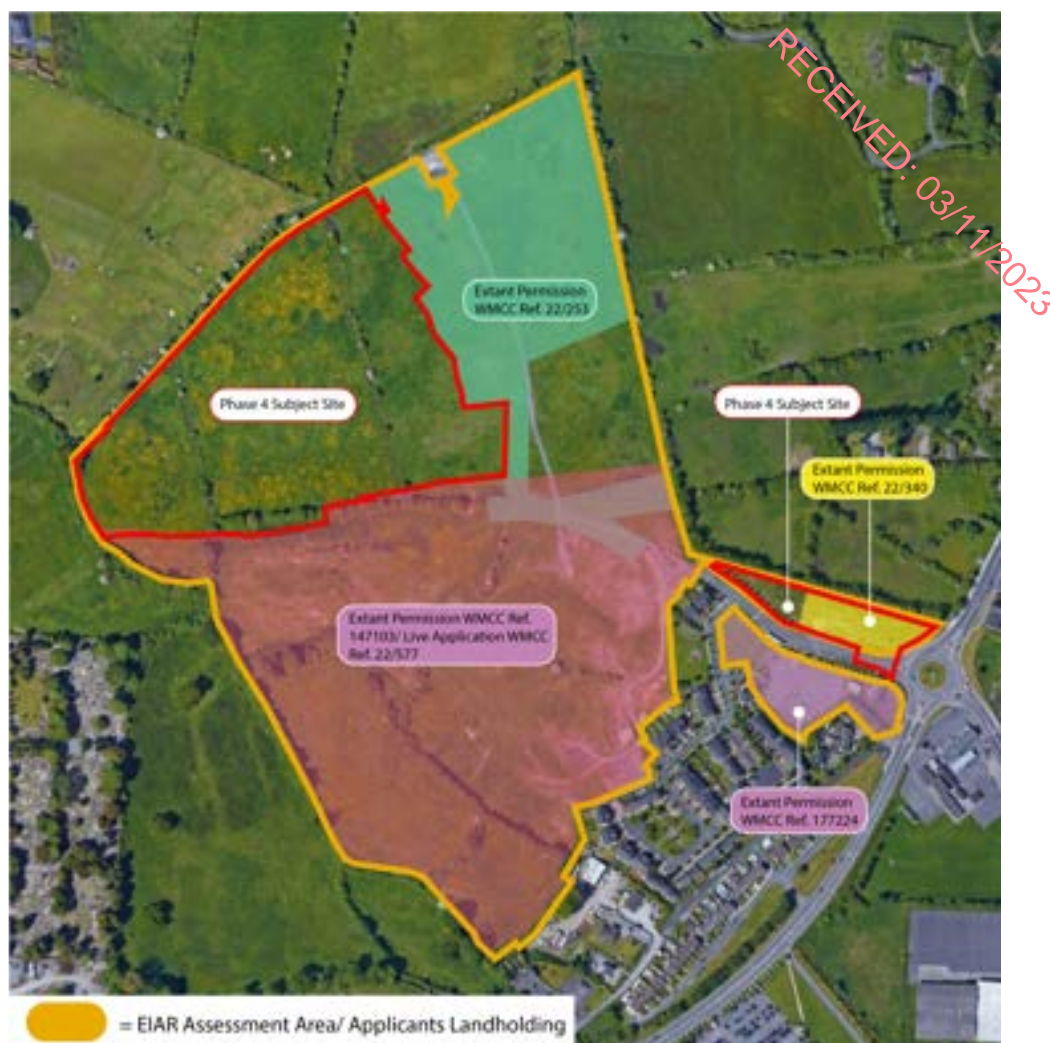 RECEIVED: 03/11/2023
Extant Permission
WMCC Ref. 22/253
Phase 4 Subject Site
Phase 4 Subject Site
Extant Permission
WMCC Ref. 22/340
Extant Permission WMCC Ref.
147103/ Live Application WMCC
Ref. 22/577
Extant Permission
WMCC Ref. 177224
= EIAR Assessment Area/ Applicants Landholding